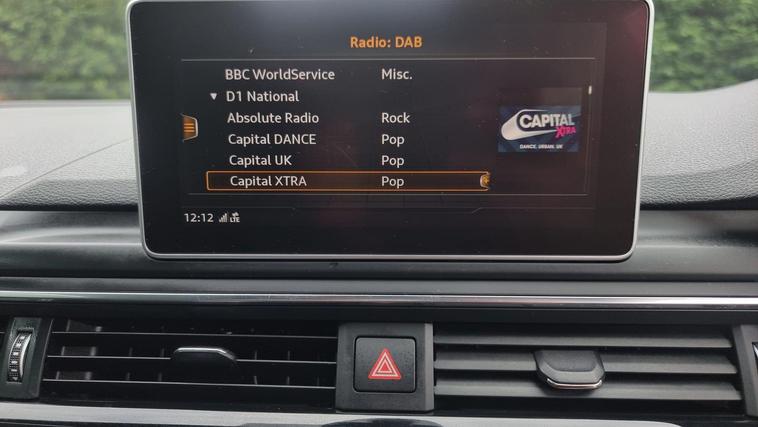 Radio: DAB
BBC WorldService Misc.
D1 National
Absolute Radio Rock
Capital DANCE Pop
Capital UK Pop
Capital XTRA Pop
CAPITAL
XTRA
DANCE. URBAN. UK
12:12 LTE